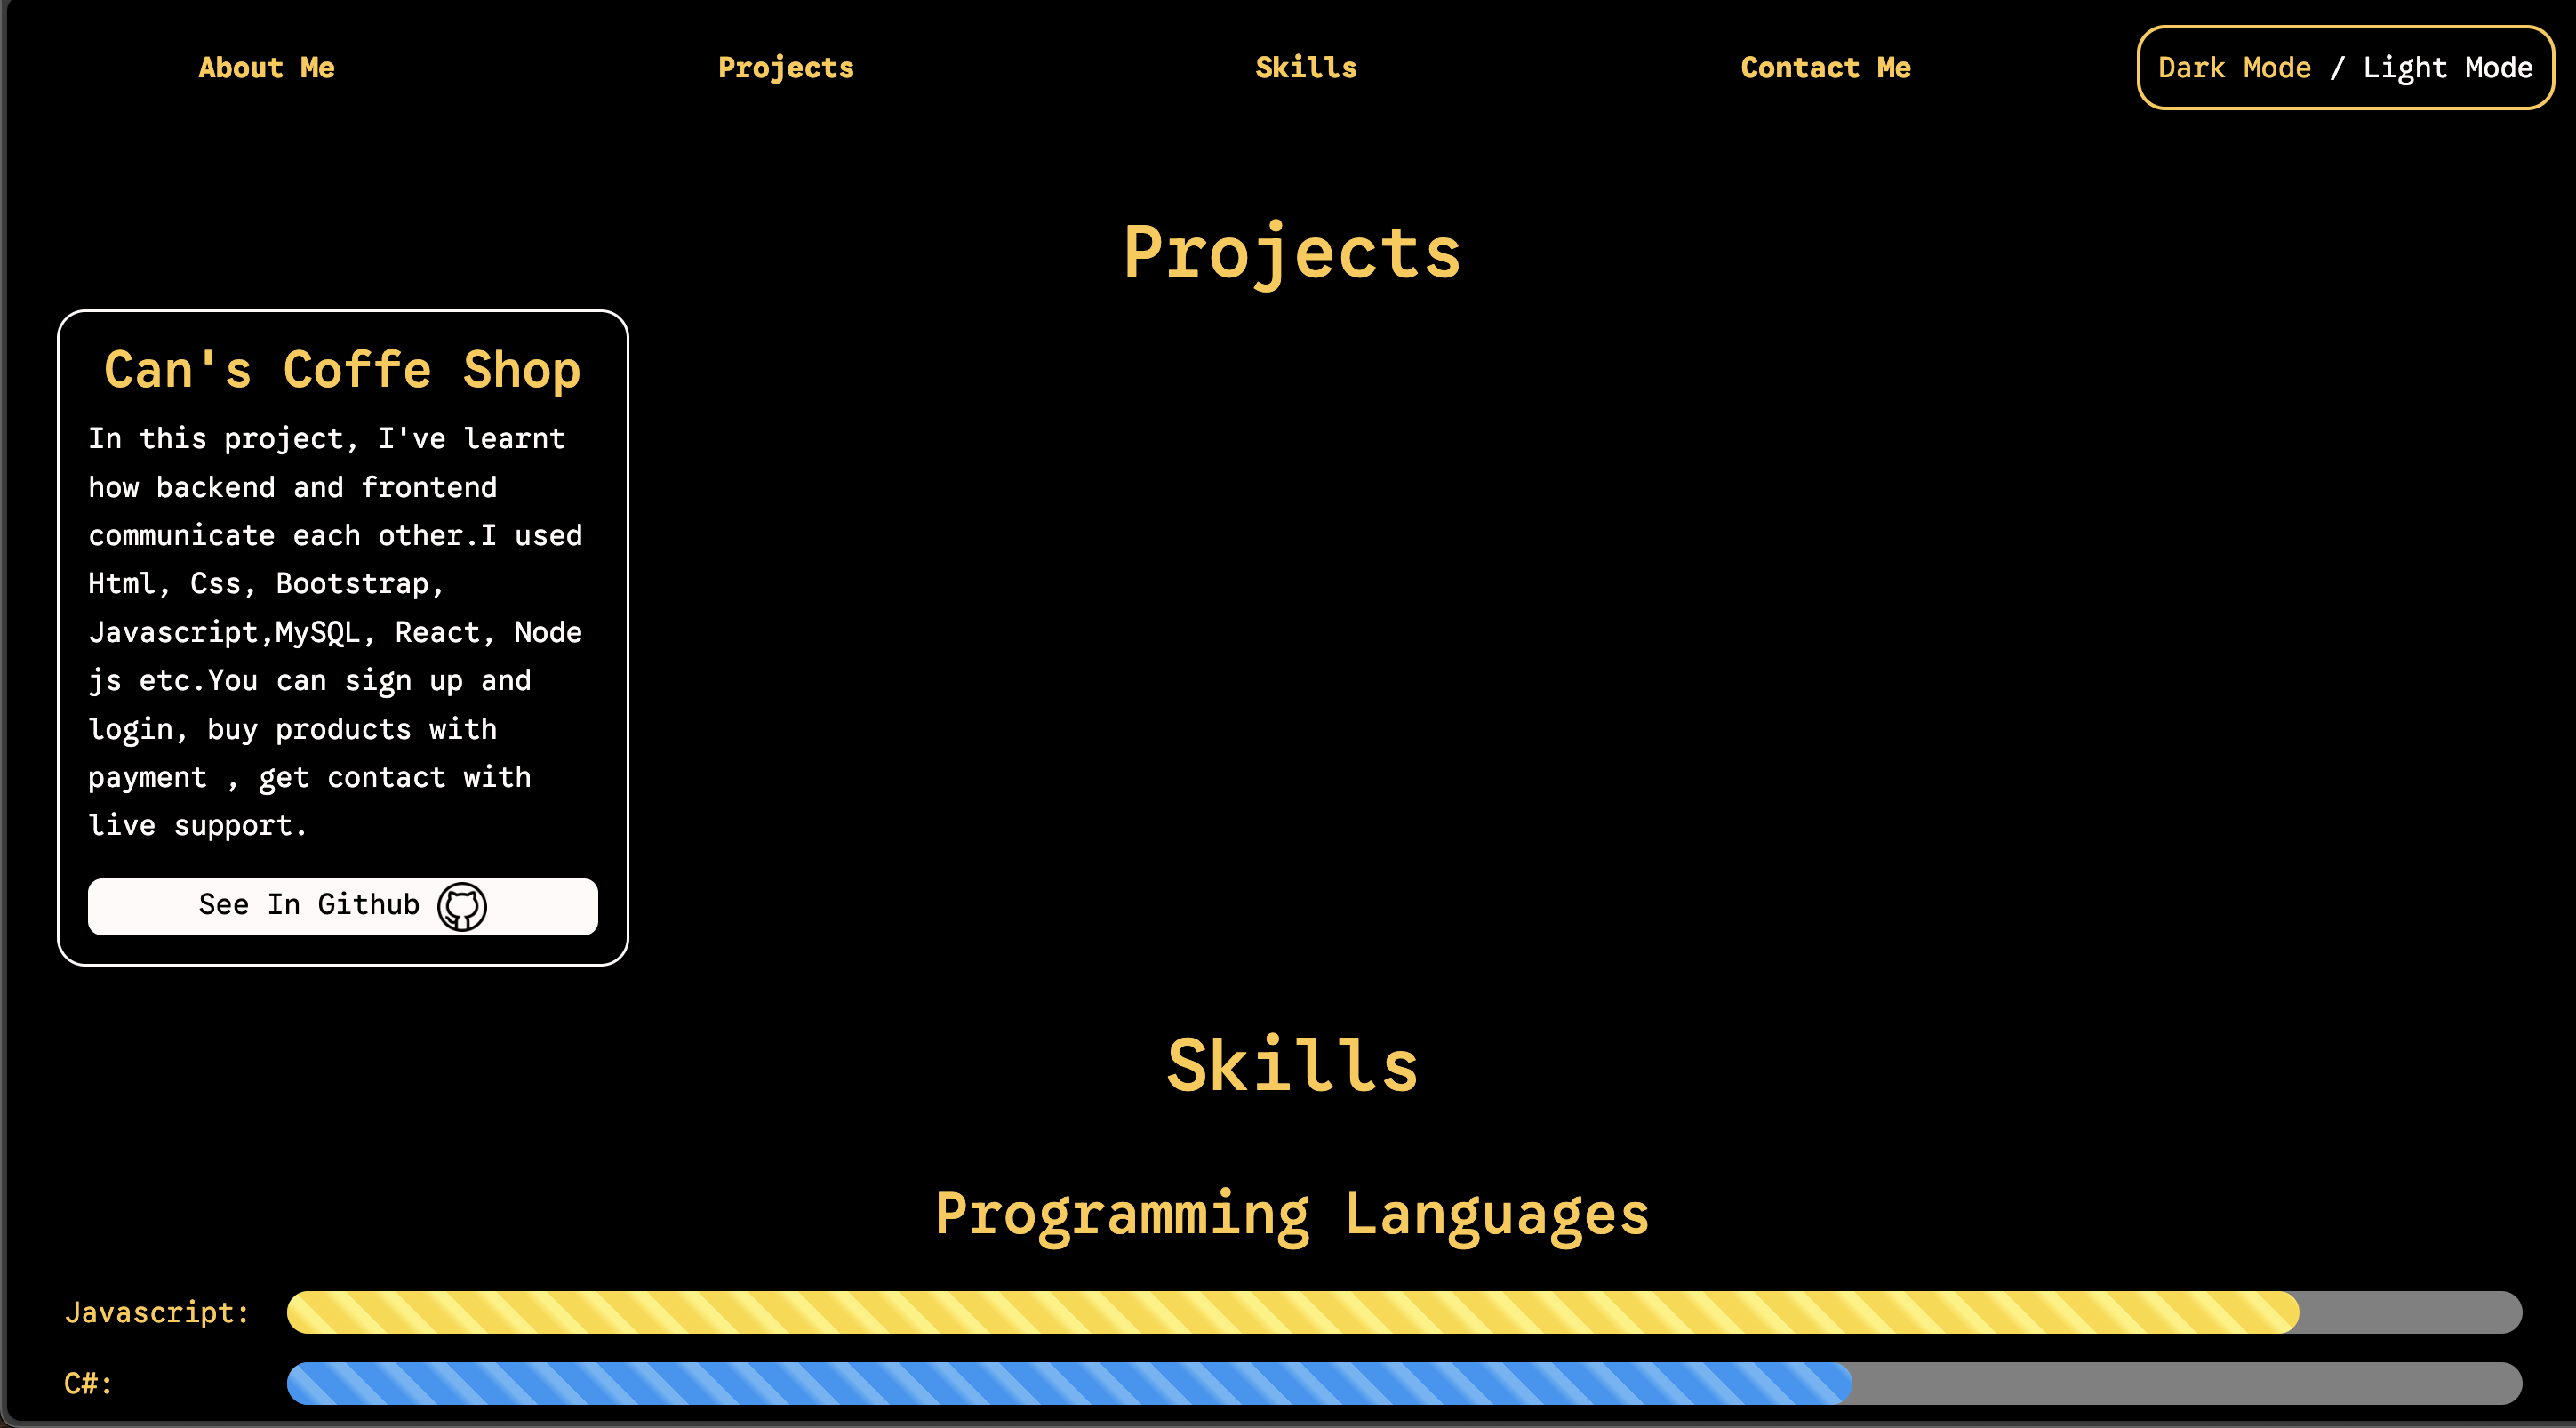 About Me
Projects
Skills
Contact Me
Dark Mode / Light Mode
Projects
Can's Coffe Shop
In this project, I've learnt
how backend and frontend
communicate each other.I used
Html, Css, Bootstrap,
Javascript,MySQL, React, Node
js etc.You can sign up and
login, buy products with
payment , get contact with
live support.
See In Github
Skills
Programming Languages
Javascript:
C#: